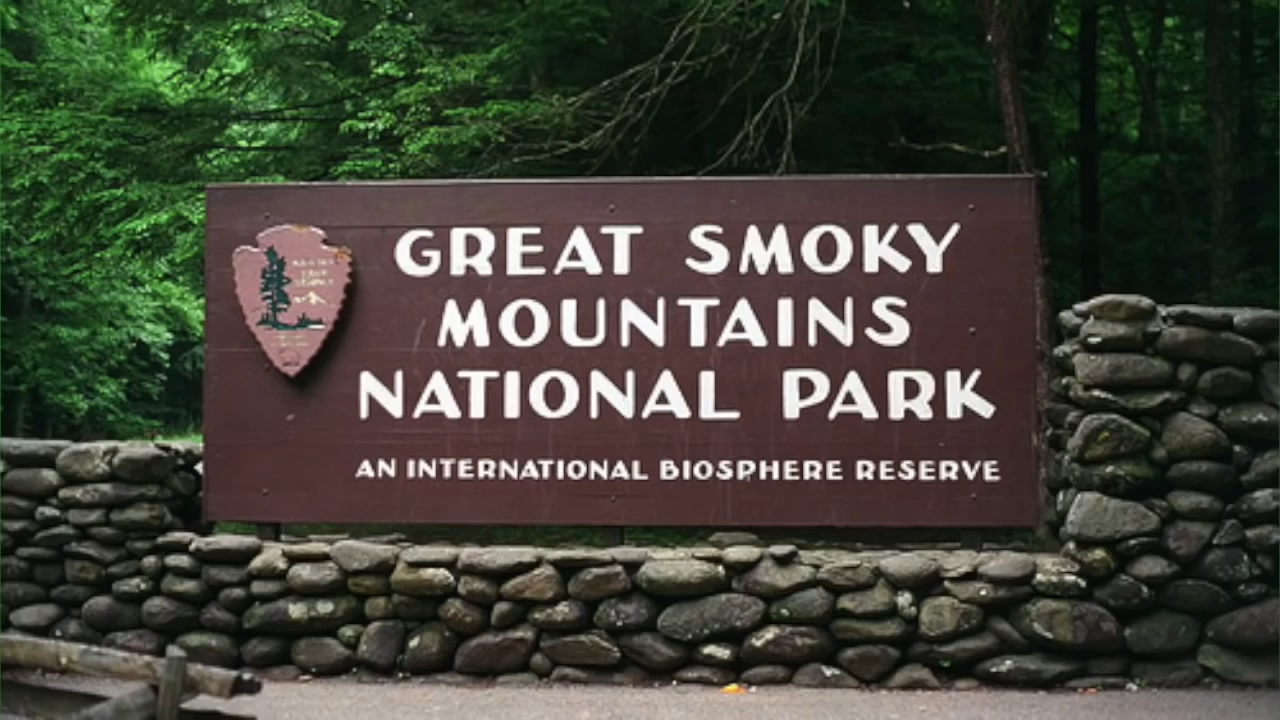 GREAT SMOKY
MOUNTAINS
NATIONAL PARK
AN INTERNATIONAL BIOSPHERE RESERVE